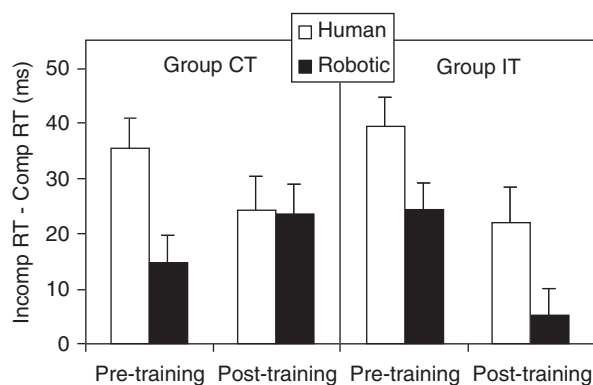 Human
Robotic
Group CT
Group IT
Incomp RT - Comp RT (ms)
50
40
30
20
10
0
Pre-training Post-training Pre-training Post-training